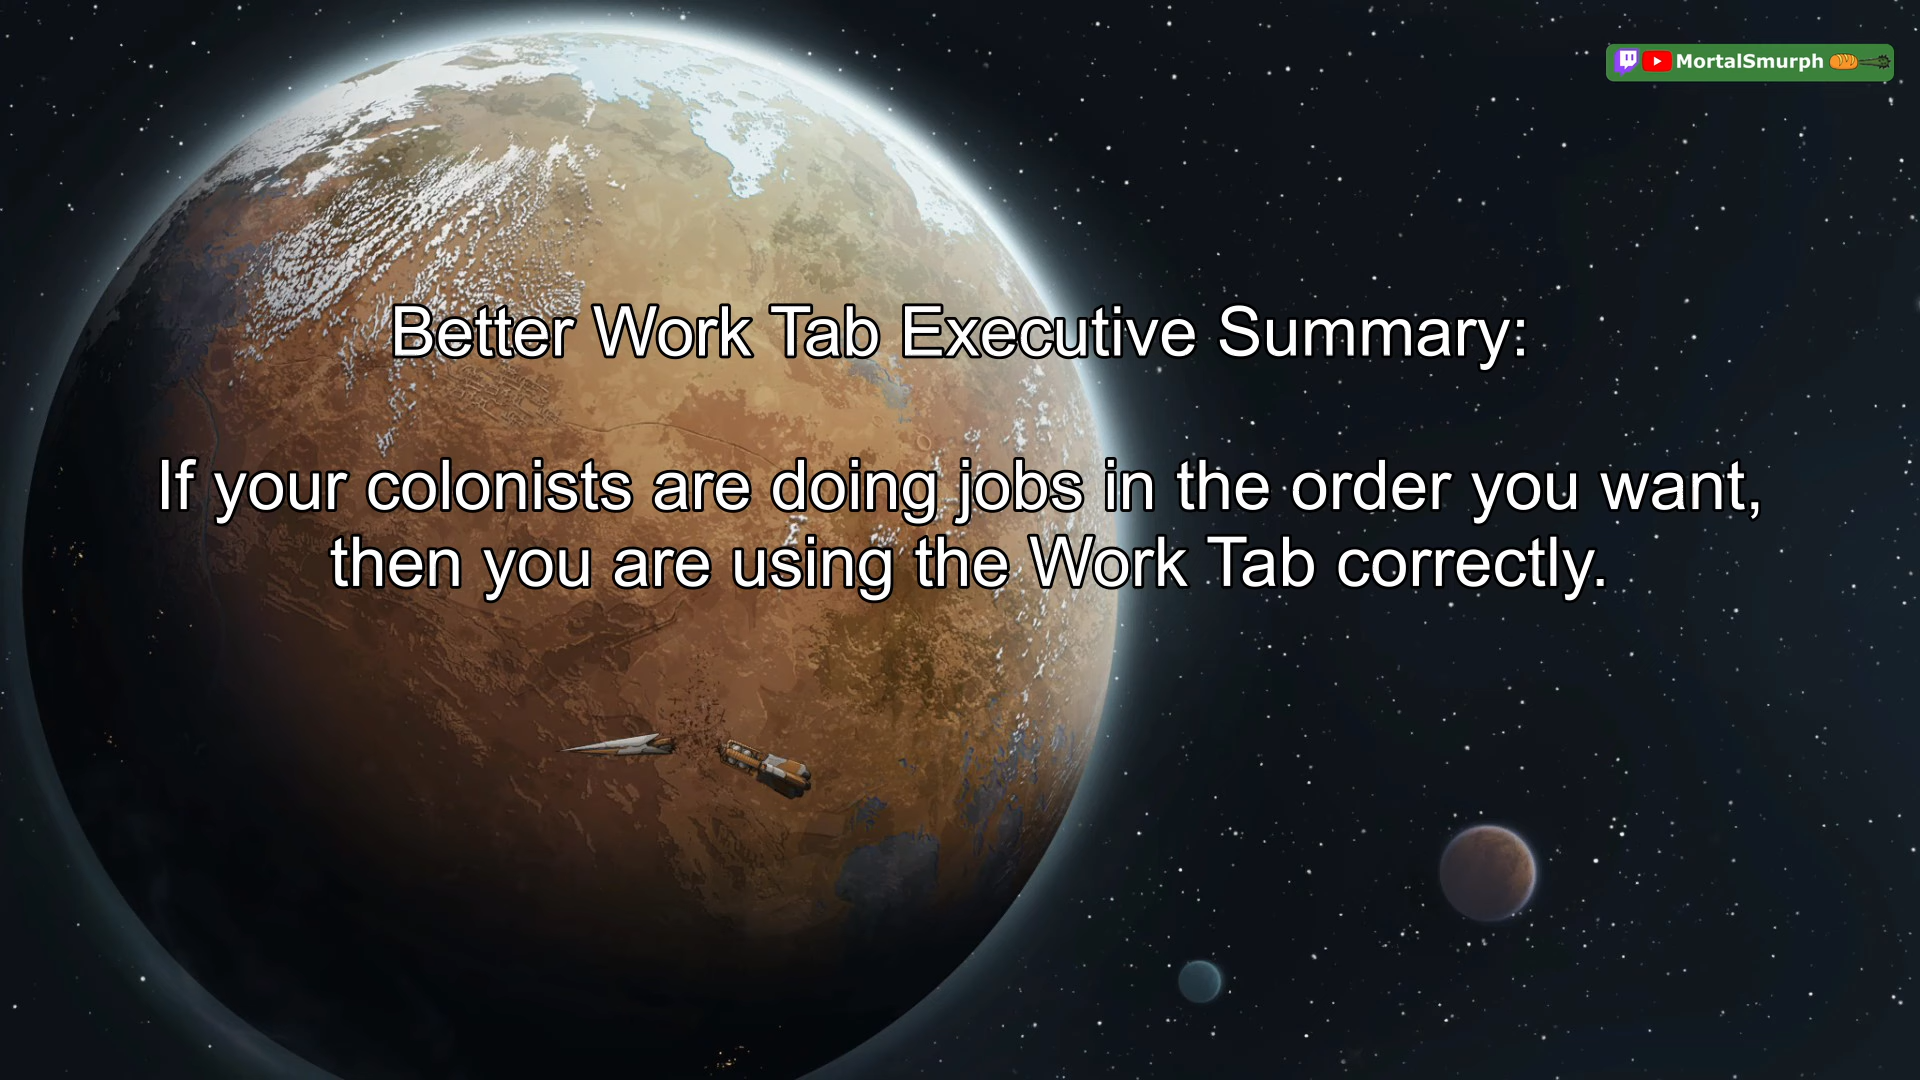 MortalSmurph
Better Work Tab Executive Summary:
If your colonists are doing jobs in the order you want,
then you are using the Work Tab correctly.